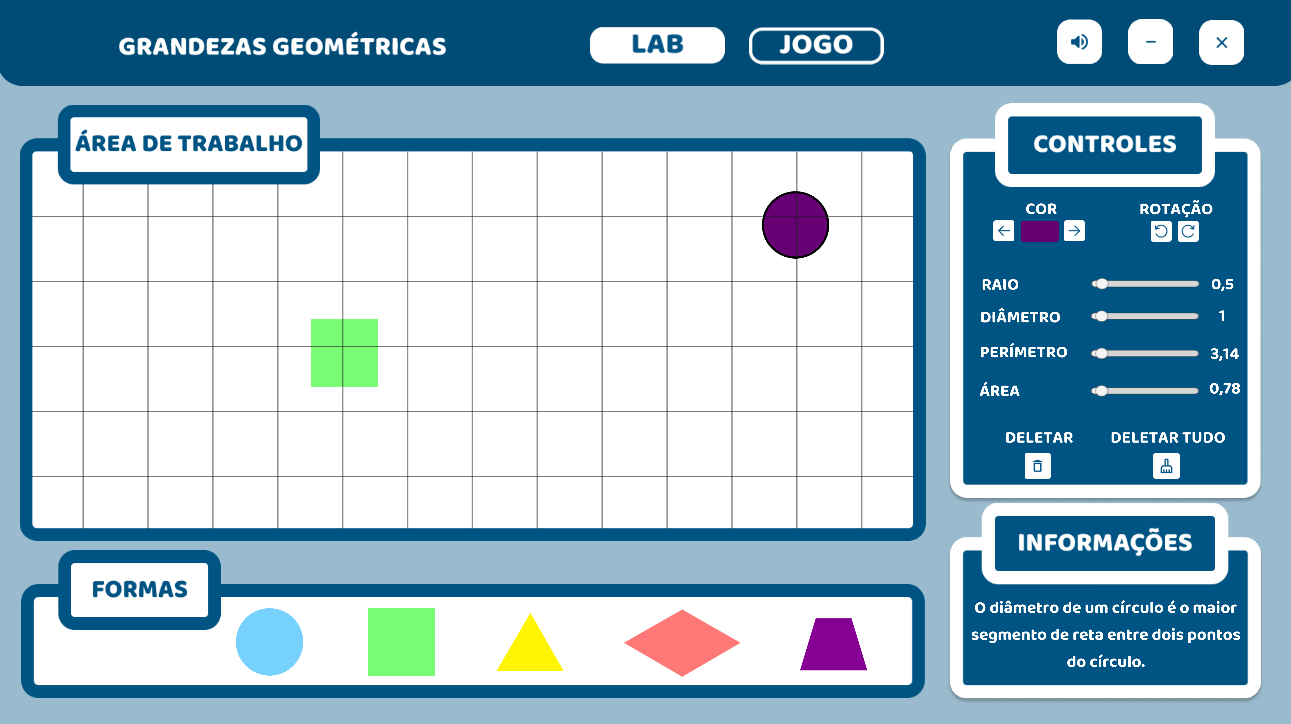 GRANDEZAS GEOMÉTRICAS
LAB
JOGO
ÁREA DE TRABALHO
CONTROLES
COR
ROTAÇÃO
RAIO
0,5
DIÂMETRO
1
PERÍMETRO
3,14
ÁREA
0,78
DELETAR
DELETAR TUDO
FORMAS
INFORMAÇÕES
O diâmetro de um círculo é o maior
segmento de reta entre dois pontos
do círculo.